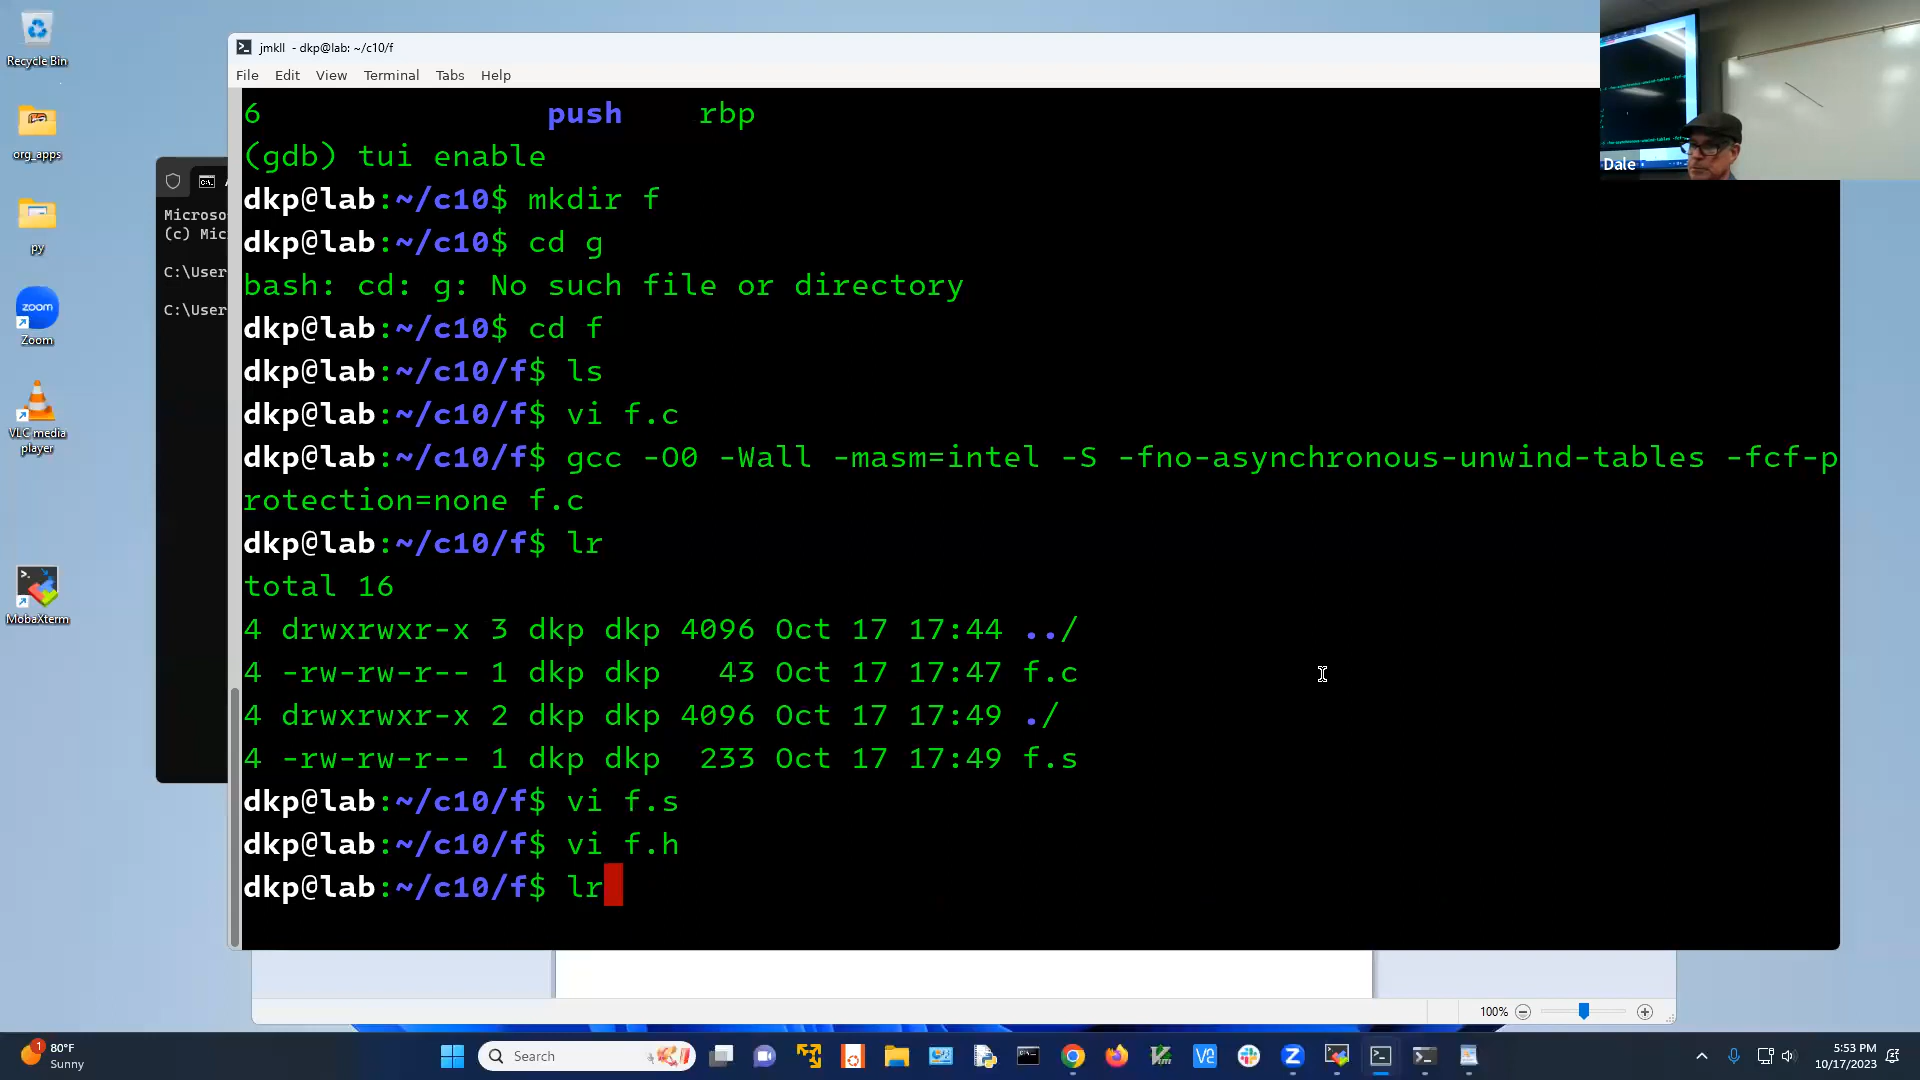 Recycle Bin
org_apps
py
zoom
Zoom
VLC media
player
MobaXterm
Microso
(c) Mic
C:\User
C:\User
jmkll - dkp@lab: ~/c10/f
File Edit View Terminal Tabs Help
6 push rbp
(gdb) tui enable
dkp@lab:~/c10$ mkdir f
dkp@lab:~/c10$ cd g
bash: cd: g: No such file or directory
dkp@lab:~/c10$ cd f
dkp@lab:~/c10/f$ ls
dkp@lab:~/c10/f$ vi f.c
dkp@lab:~/c10/f$ gcc -O0 -Wall -masm=intel -S -fno-asynchronous-unwind-tables -fcf-p
rotection=none f.c
dkp@lab:~/c10/f$ lr
total 16
4 drwxrwxr-x 3 dkp dkp 4096 Oct 17 17:44 ../
4 -rw-rw-r-- 1 dkp dkp 43 Oct 17 17:47 f.c
4 drwxrwxr-x 2 dkp dkp 4096 Oct 17 17:49 ./
4 -rw-rw-r-- 1 dkp dkp 233 Oct 17 17:49 f.s
dkp@lab:~/c10/f$ vi f.s
dkp@lab:~/c10/f$ vi f.h
dkp@lab:~/c10/f$ lr
Dale
100%
1
80°F
Sunny
Search
5:53 PM
10/17/2023